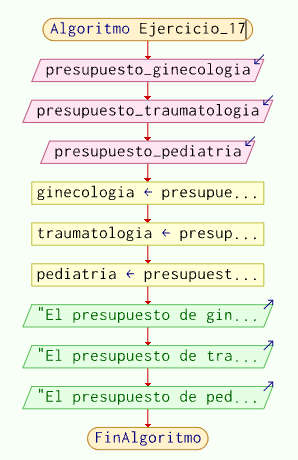 Algoritmo Ejercicio_17
presupuesto_ginecologia
presupuesto_traumatologia
presupuesto_pediatria
ginecologia ← presupue...
traumatologia ← presup...
pediatria ← presupuest...
"El presupuesto de gin...
"El presupuesto de tra...
"El presupuesto de ped...
FinAlgoritmo